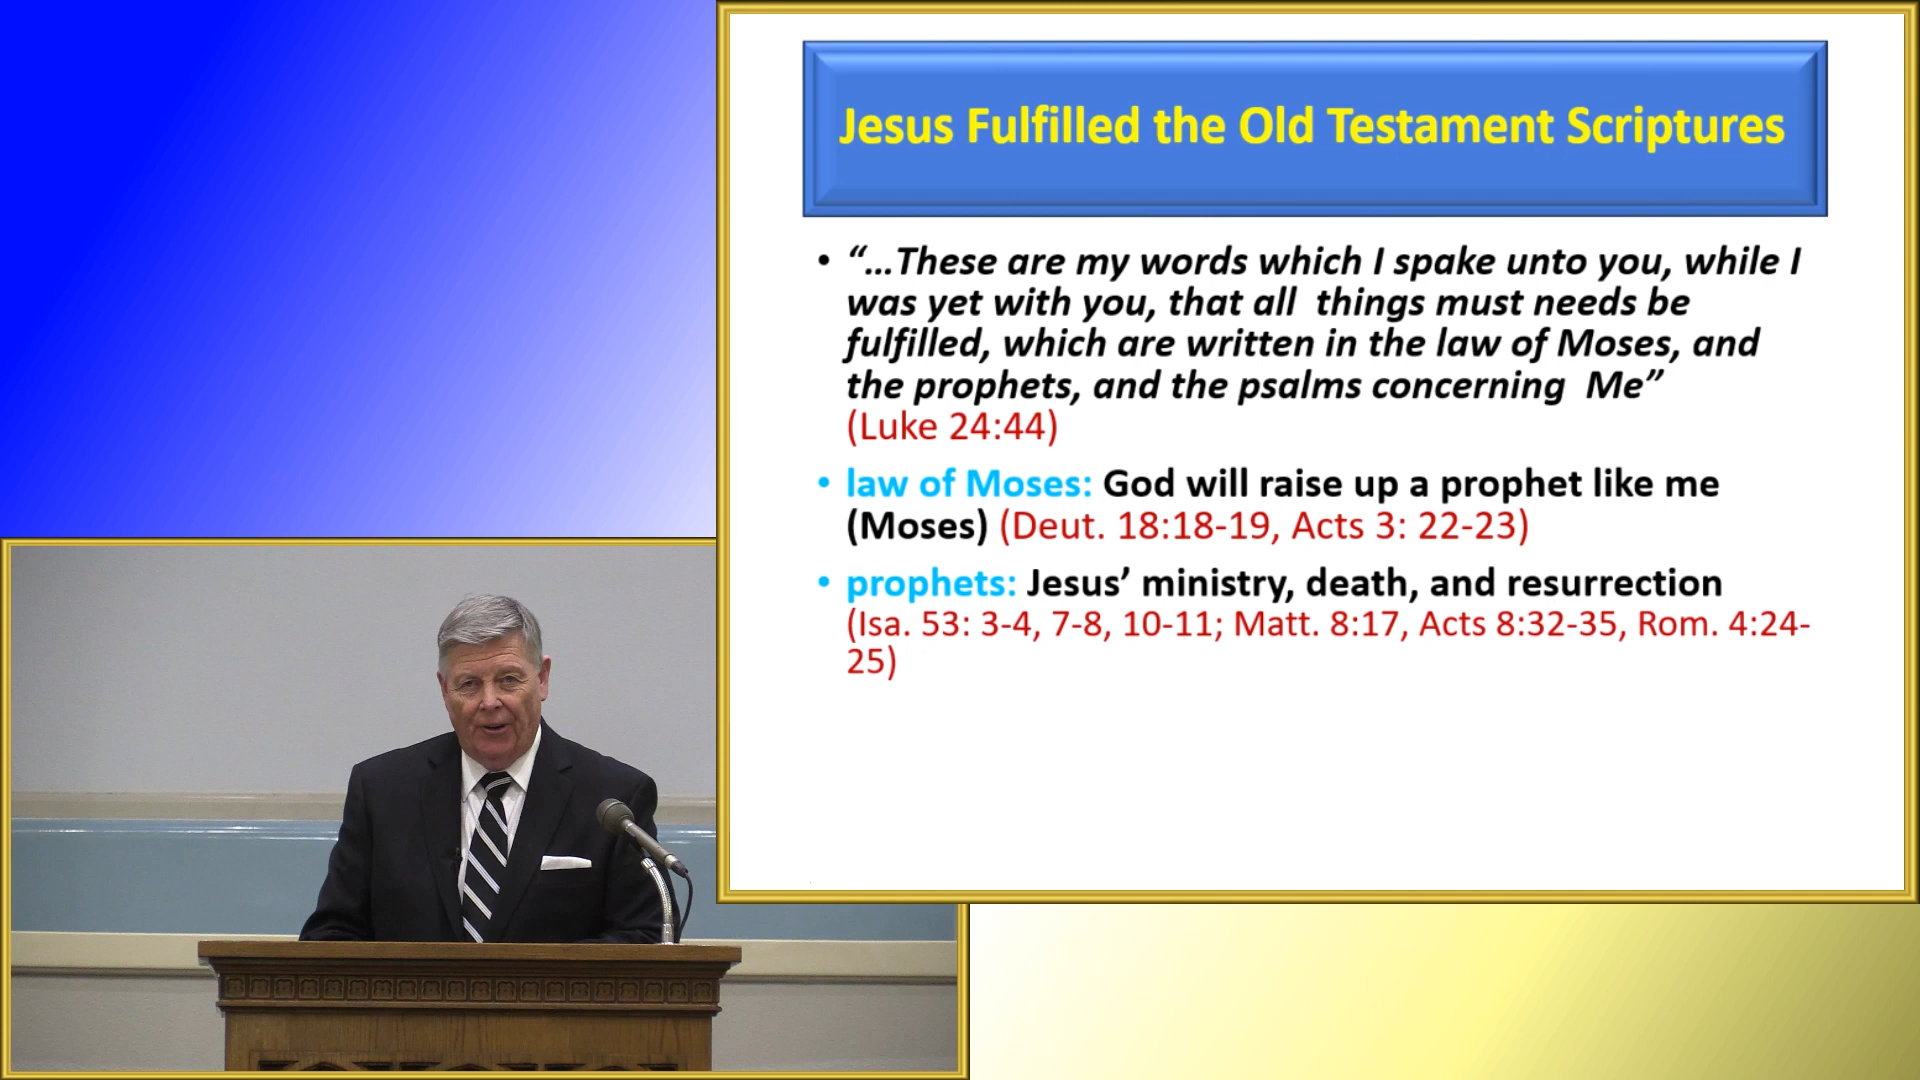 Jesus Fulfilled the Old Testament Scriptures
• “...These are my words which I spake unto you, while I
was yet with you, that all things must needs be
fulfilled, which are written in the law of Moses, and
the prophets, and the psalms concerning Me”
(Luke 24:44)
• law of Moses: God will raise up a prophet like me
(Moses) (Deut. 18:18-19, Acts 3: 22-23)
• prophets: Jesus’ ministry, death, and resurrection
(Isa. 53: 3-4, 7-8, 10-11; Matt. 8:17, Acts 8:32-35, Rom. 4:24-
25)